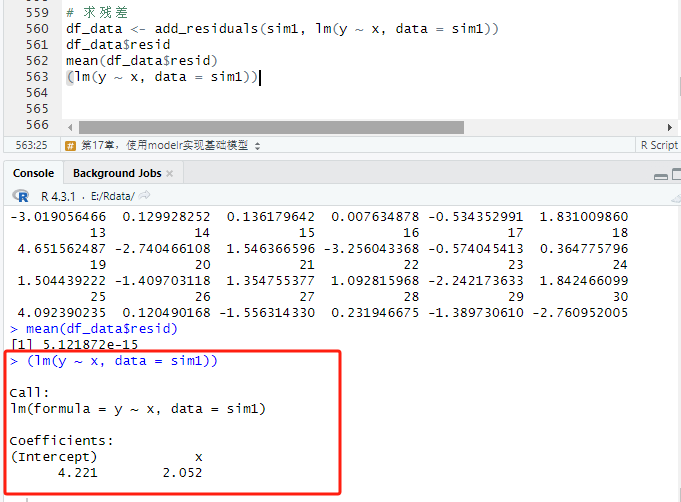 559 # 求残差
560 df_data <- add_residuals(sim1, lm(y ~ x, data = sim1))
561 df_data$resid
562 mean(df_data$resid)
563 (lm(y ~ x, data = sim1))
564
565
566
563:25 # 第17章，使用modelr实现基础模型 R Script
Console Background Jobs
R R 4.3.1 · E:/Rdata/
-3.019056466 0.129928252 0.136179642 0.007634878 -0.534352991 1.831009860
13 14 15 16 17 18
4.651562487 -2.740466108 1.546366596 -3.256043368 -0.574045413 0.364775796
19 20 21 22 23 24
1.504439222 -1.409703118 1.354755377 1.092815968 -2.242173633 1.842466099
25 26 27 28 29 30
4.092390235 0.120490168 -1.556314330 0.231946675 -1.389730610 -2.760952005
> mean(df_data$resid)
[1] 5.121872e-15
> (lm(y ~ x, data = sim1))
Call:
lm(formula = y ~ x, data = sim1)
Coefficients:
(Intercept) x
4.221 2.052